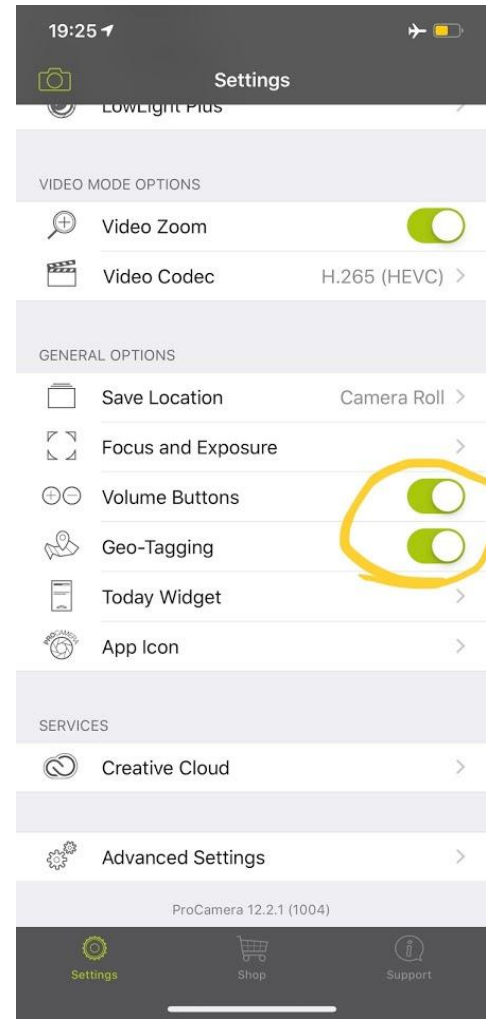 19:25
Settings
LowLight Plus
VIDEO MODE OPTIONS
Video Zoom
Video Codec H.265 (HEVC)
GENERAL OPTIONS
Save Location Camera Roll
Focus and Exposure
Volume Buttons
Geo-Tagging
Today Widget
PROCAMERA
App Icon
SERVICES
Creative Cloud
Advanced Settings
ProCamera 12.2.1 (1004)
Settings Shop Support